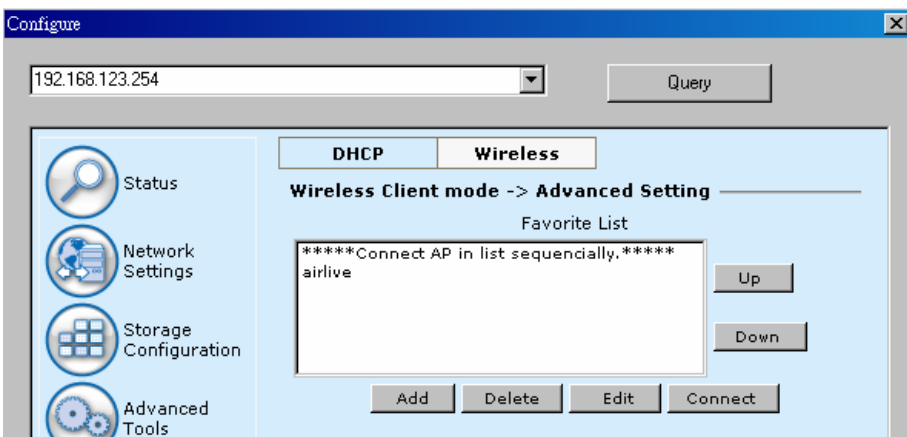 Configure
192.168.123.254
Query
DHCP
Wireless
Status
Wireless Client mode -> Advanced Setting
Favorite List
Network
Settings
*****Connect AP in list sequencially.*****
airlive
Up
Storage
Configuration
Down
Add
Delete
Edit
Connect
Advanced
Tools